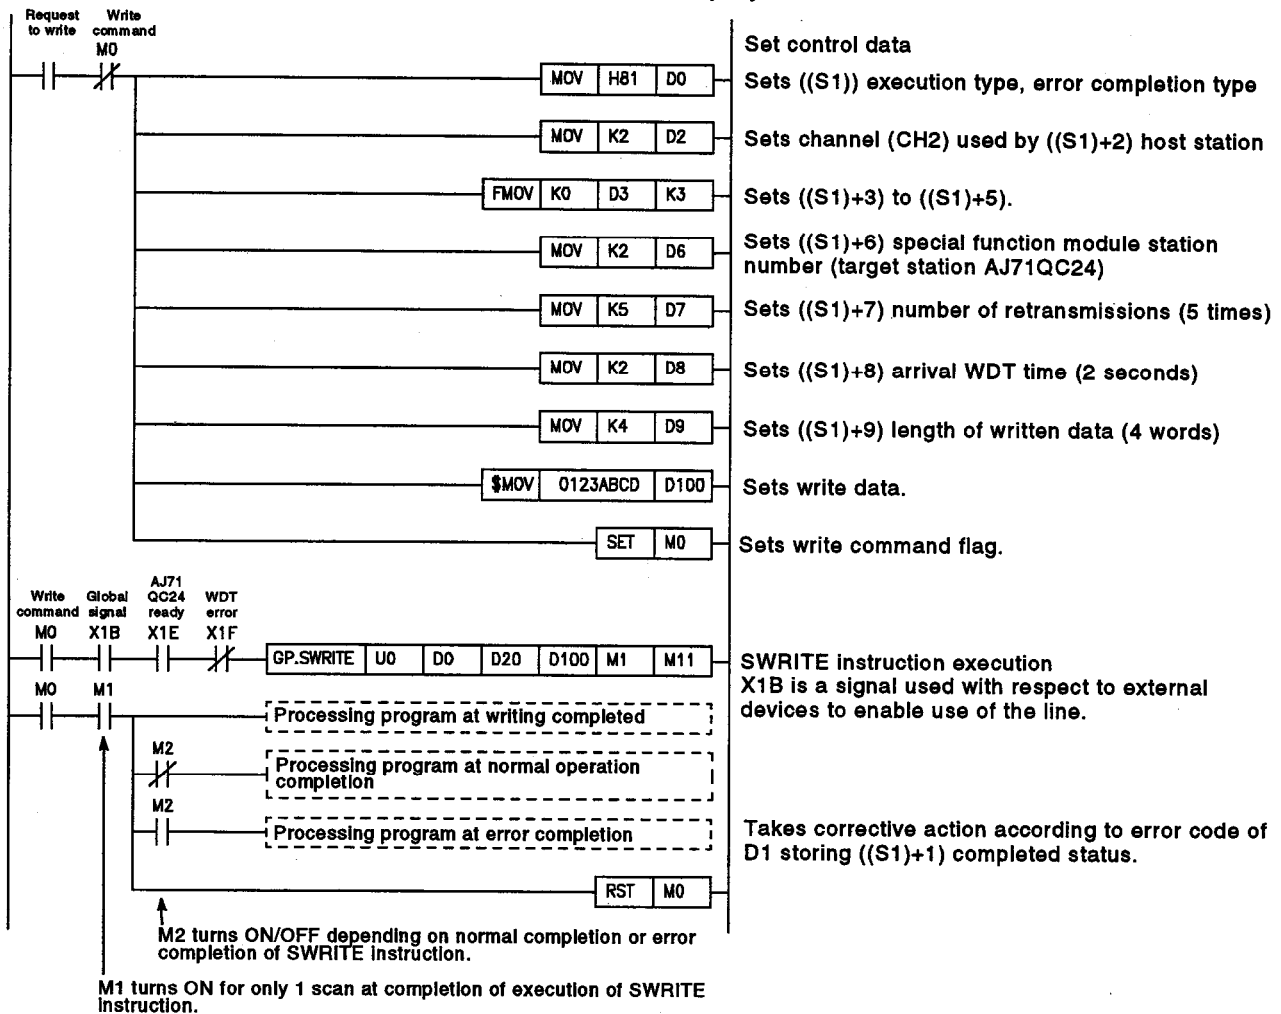 Request Write
to write command
M0
Set control data
MOV H81 D0 Sets ((S1)) execution type, error completion type
MOV K2 D2 Sets channel (CH2) used by ((S1)+2) host station
FMOV K0 D3 K3 Sets ((S1)+3) to ((S1)+5).
Sets ((S1)+6) special function module station
MOV K2 D6
number (target station AJ71QC24)
MOV K5 D7 Sets ((S1)+7) number of retransmissions (5 times)
MOV K2 D8 Sets ((S1)+8) arrival WDT time (2 seconds)
MOV K4 D9 Sets ((S1)+9) length of written data (4 words)
$MOV 0123ABCD D100 Sets write data.
SET M0 Sets write command flag.
AJ71
Write Global QC24 WDT
command signal ready error
M0 X1B X1E X1F
GP.SWRITE U0 D0 D20 D100 M1 M11 SWRITE instruction execution
X1B is a signal used with respect to external
devices to enable use of the line.
M0 M1
Processing program at writing completed
M2
Processing program at normal operation
completion
M2
Processing program at error completion
Takes corrective action according to error code of
D1 storing ((S1)+1) completed status.
RST M0
M2 turns ON/OFF depending on normal completion or error
completion of SWRITE instruction.
M1 turns ON for only 1 scan at completion of execution of SWRITE
instruction.